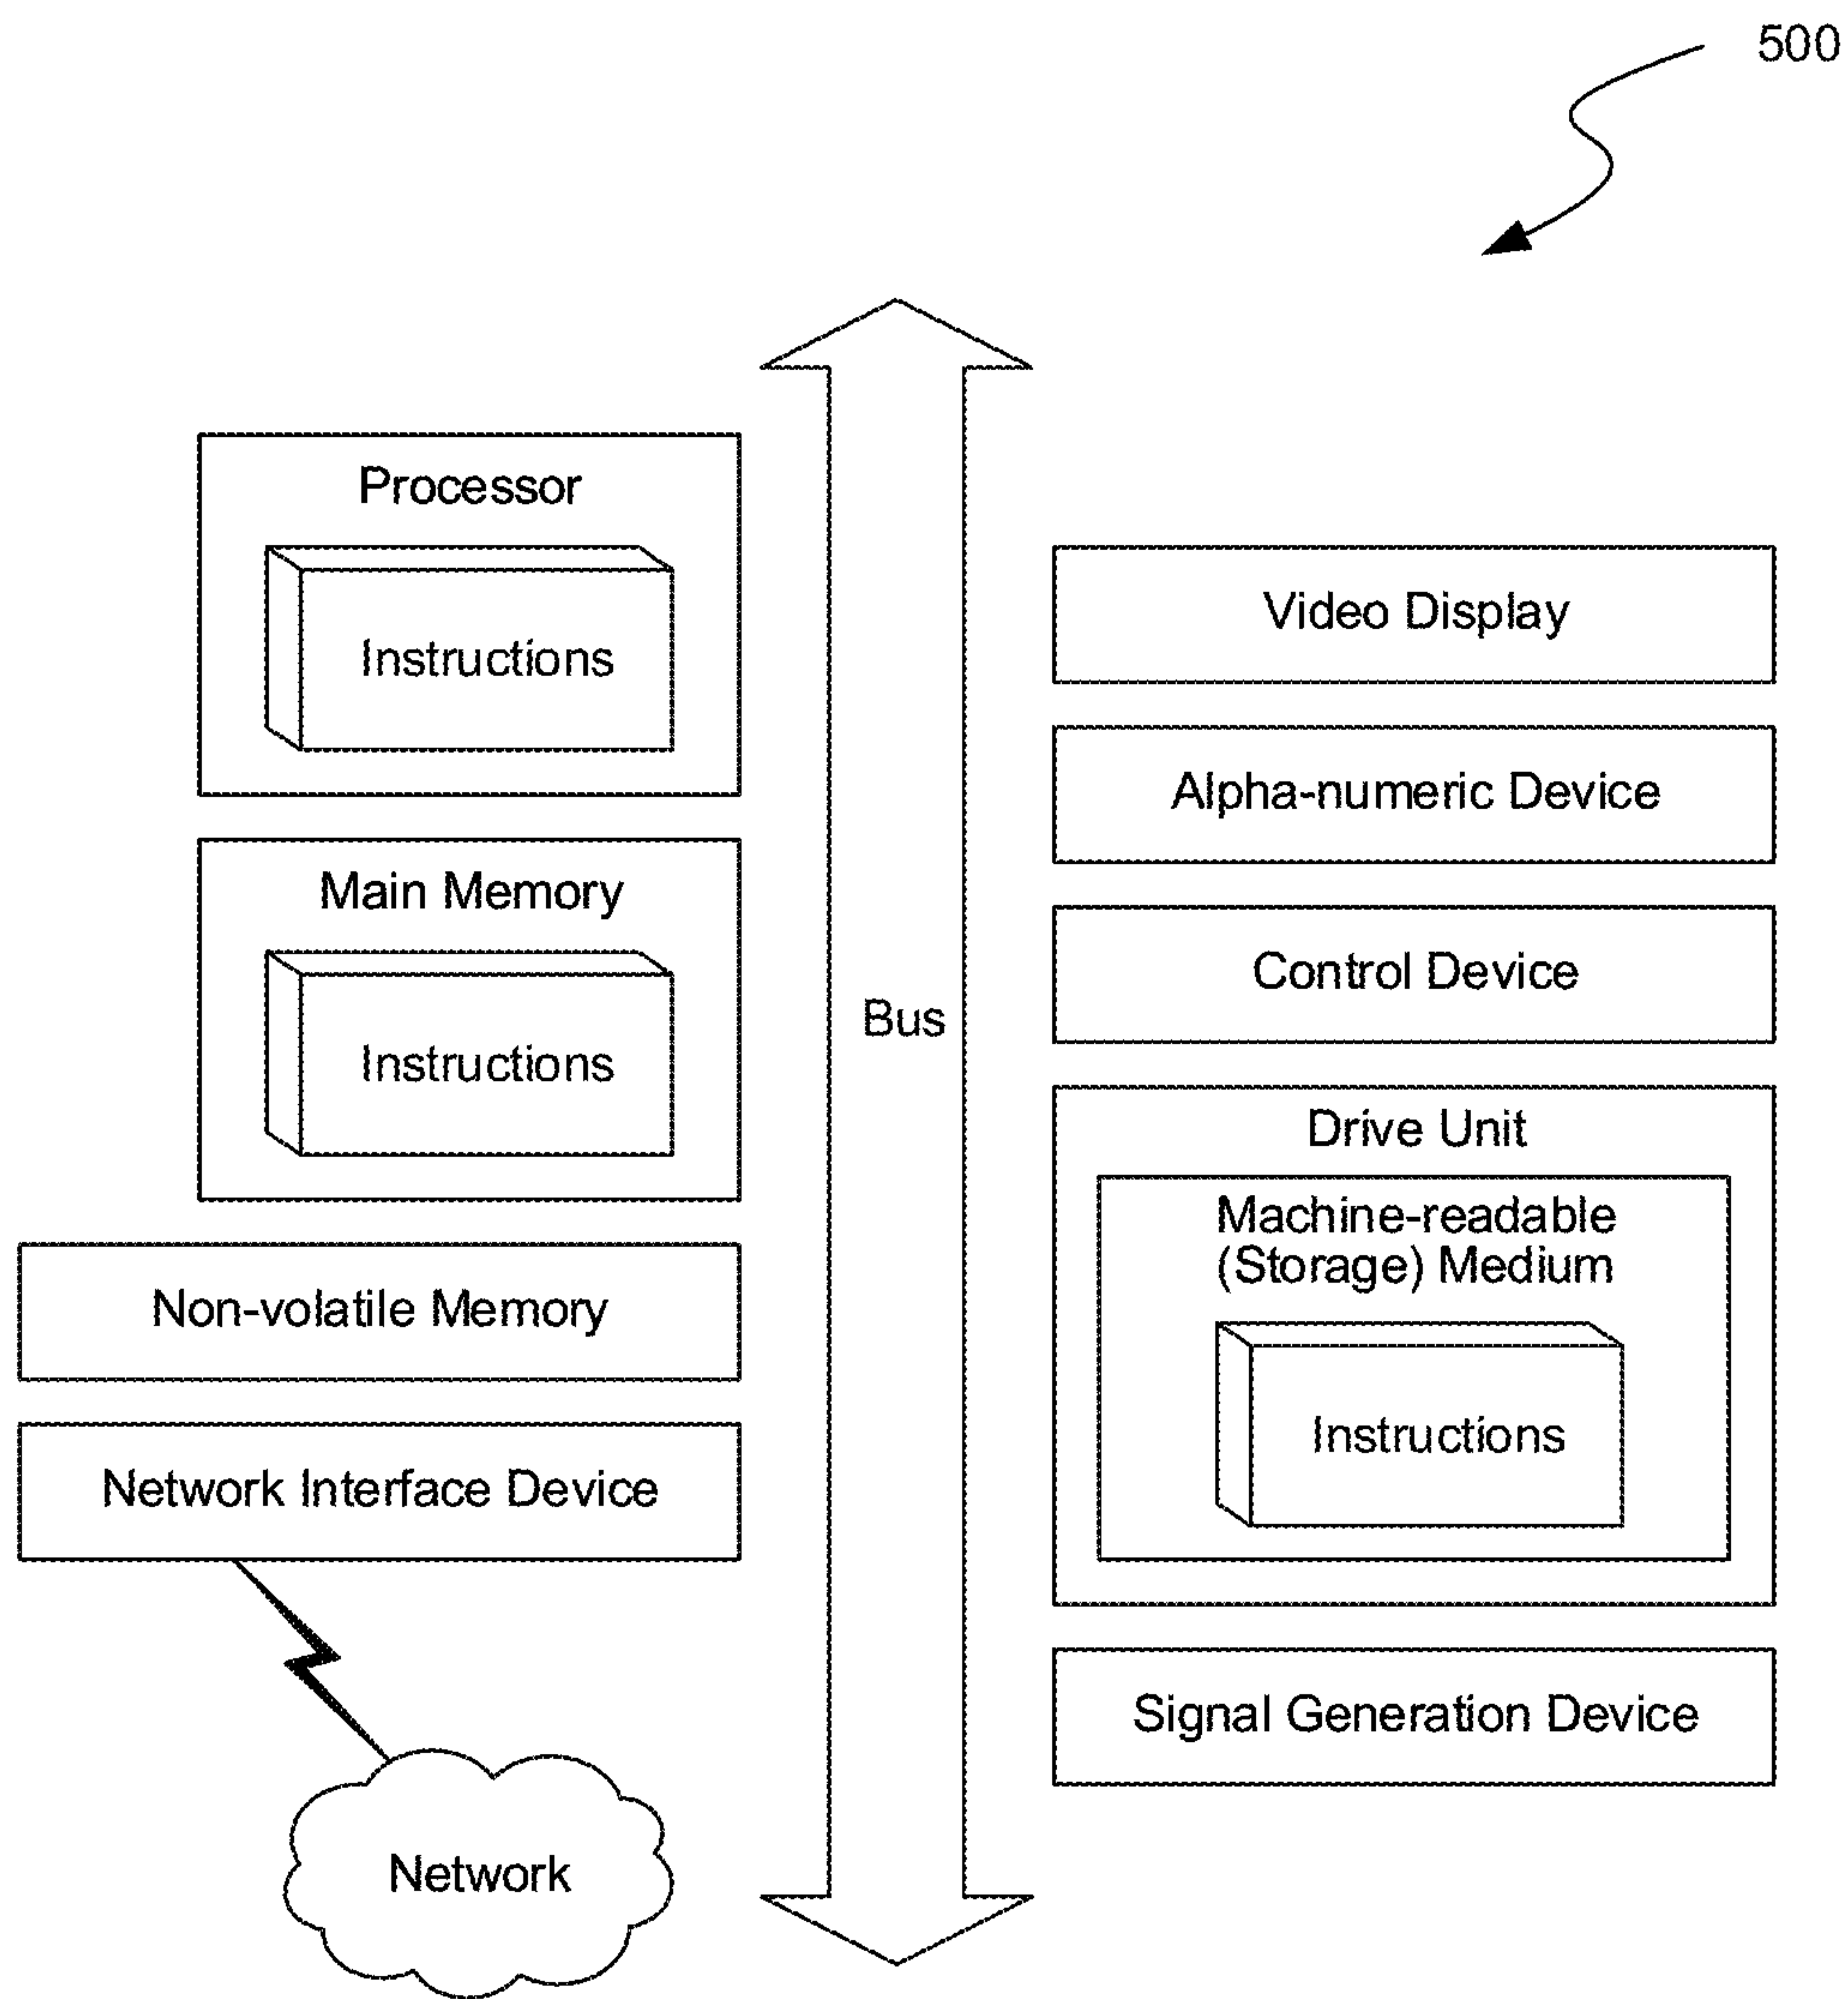 500
Processor
Instructions
Main Memory
Instructions
Non-volatile Memory
Network Interface Device
Network
Bus
Video Display
Alpha-numeric Device
Control Device
Drive Unit
Machine-readable
(Storage) Medium
Instructions
Signal Generation Device